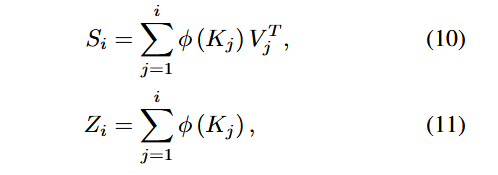 S_i = \sum_{j=1}^{i} \phi (K_j) V_j^T, (10)
Z_i = \sum_{j=1}^{i} \phi (K_j) , (11)